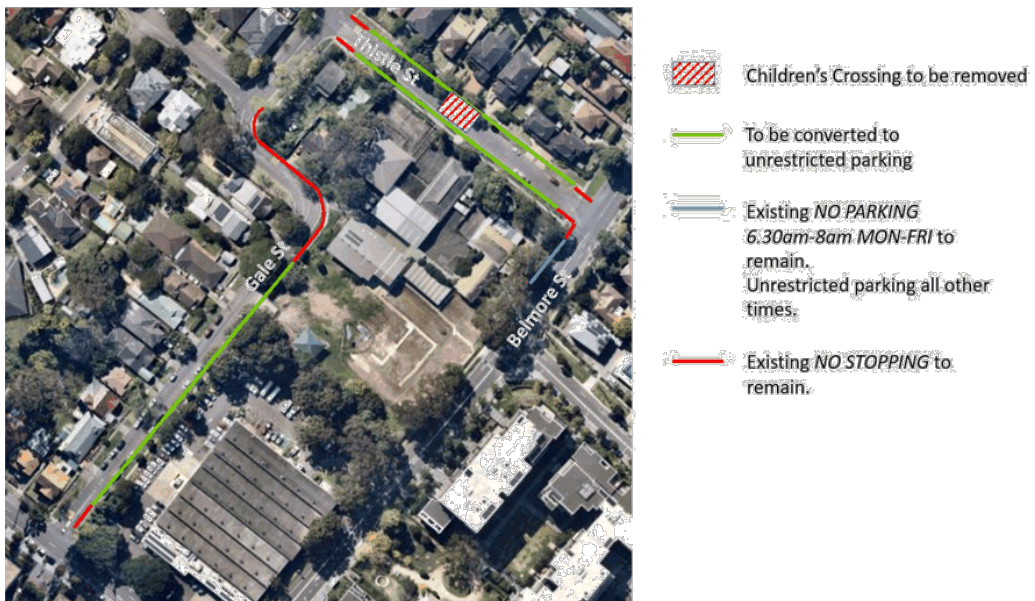 Thistle St
Gale St
Belmore St
Children's Crossing to be removed
To be converted to
unrestricted parking
Existing NO PARKING
6.30am-8am MON-FRI to
remain.
Unrestricted parking all other
times.
Existing NO STOPPING to
remain.